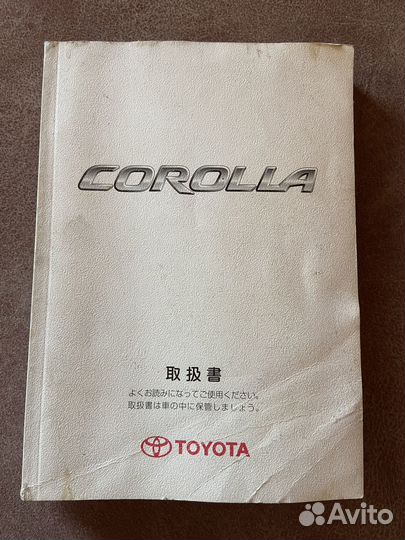 COROLLA
取扱書
よくお読みになってご使用ください。
取扱書は車の中に保管しましょう。
TOYOTA
Avito